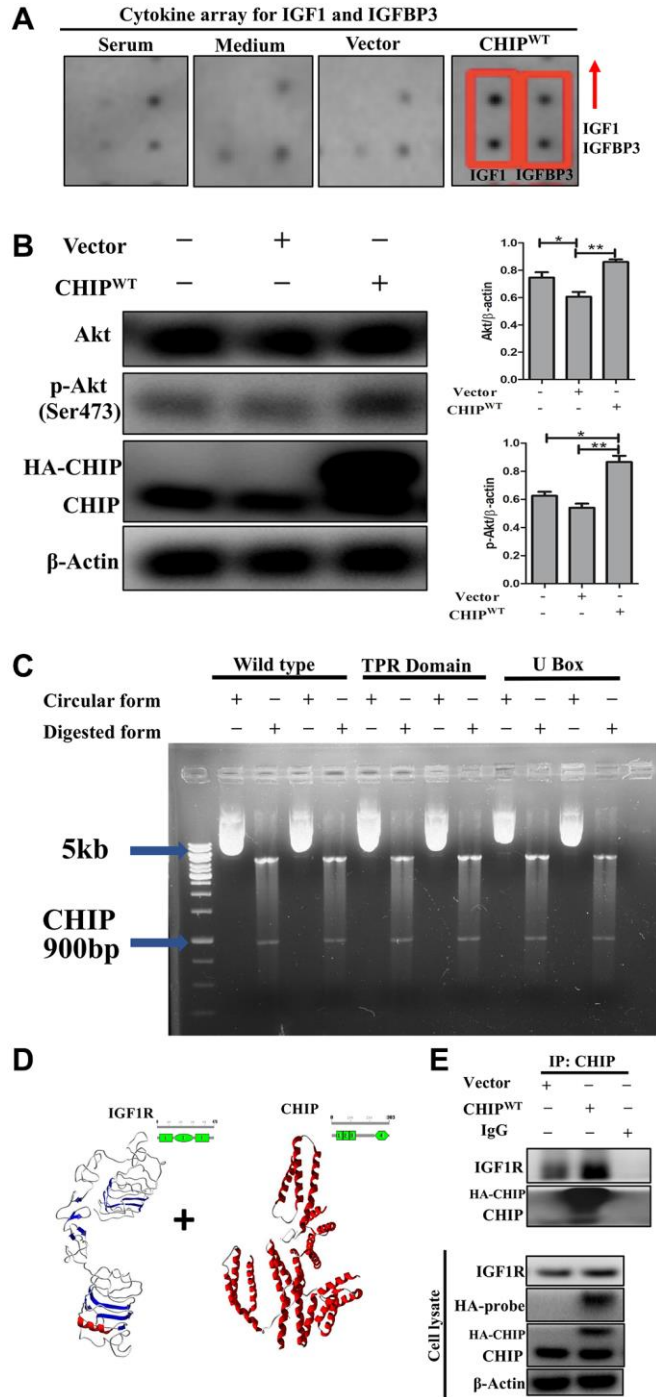 A
Cytokine array for IGF1 and IGFBP3
Serum Medium Vector CHIPᵂᵀ
IGF1
IGFBP3
IGF1 IGFBP3
B
Vector − + −
CHIPᵂᵀ − − +
Akt
p-Akt
(Ser473)
HA-CHIP
CHIP
β-Actin
Akt/β-actin
1.0
0.8
0.6
0.4
0.2
0.0
* **
Vector - + -
CHIPᵂᵀ - - +
p-Akt/β-actin
1.0
0.8
0.6
0.4
0.2
0.0
*
**
Vector - + -
CHIPᵂᵀ - - +
C
Wild type TPR Domain U Box
Circular form + − + − + − + − + − + −
Digested form − + − + − + − + − + − +
5kb
CHIP
900bp
D
IGF1R
CHIP
+
E
IP: CHIP
Vector + − −
CHIPᵂᵀ − + −
IgG − − +
IGF1R
HA-CHIP
CHIP
Cell lysate
IGF1R
HA-probe
HA-CHIP
CHIP
β-Actin